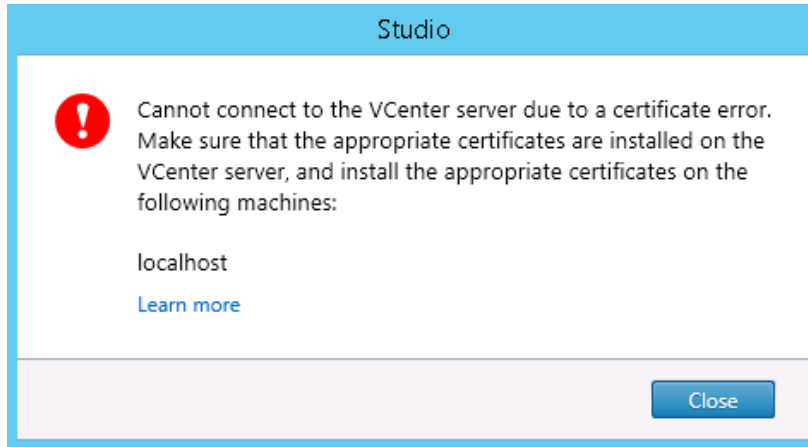 Studio
Cannot connect to the VCenter server due to a certificate error.
Make sure that the appropriate certificates are installed on the
VCenter server, and install the appropriate certificates on the
following machines:
localhost
Learn more
Close